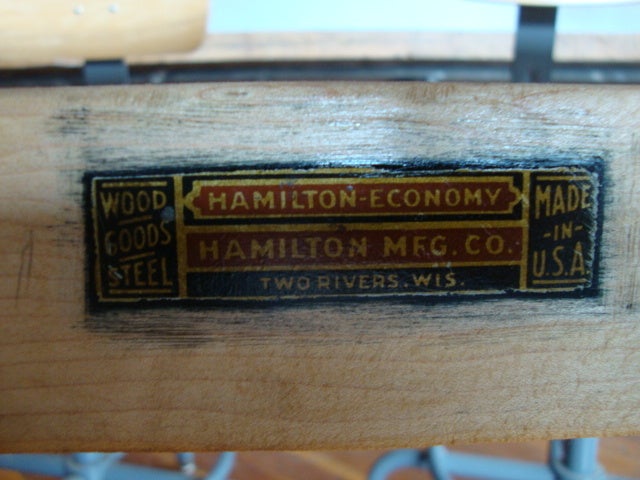 WOOD
GOODS
STEEL
HAMILTON-ECONOMY
HAMILTON MFG. CO.
TWO RIVERS. WIS.
MADE
-IN-
U.S.A.